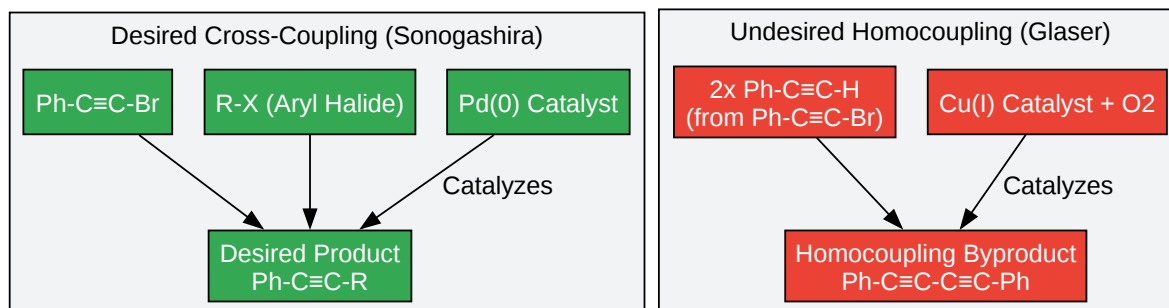 Desired Cross-Coupling (Sonogashira)
Ph-C≡C-Br
R-X (Aryl Halide)
Pd(0) Catalyst
Catalyzes
Desired Product
Ph-C≡C-R
Undesired Homocoupling (Glaser)
2x Ph-C≡C-H
(from Ph-C≡C-Br)
Cu(I) Catalyst + O2
Catalyzes
Homocoupling Byproduct
Ph-C≡C-C≡C-Ph